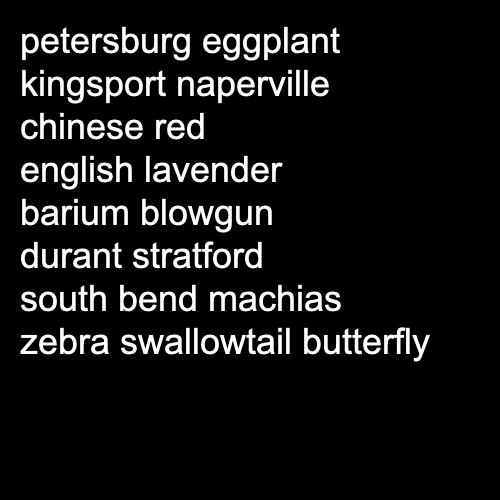 petersburg eggplant
kingsport naperville
chinese red
english lavender
barium blowgun
durant stratford
south bend machias
zebra swallowtail butterfly